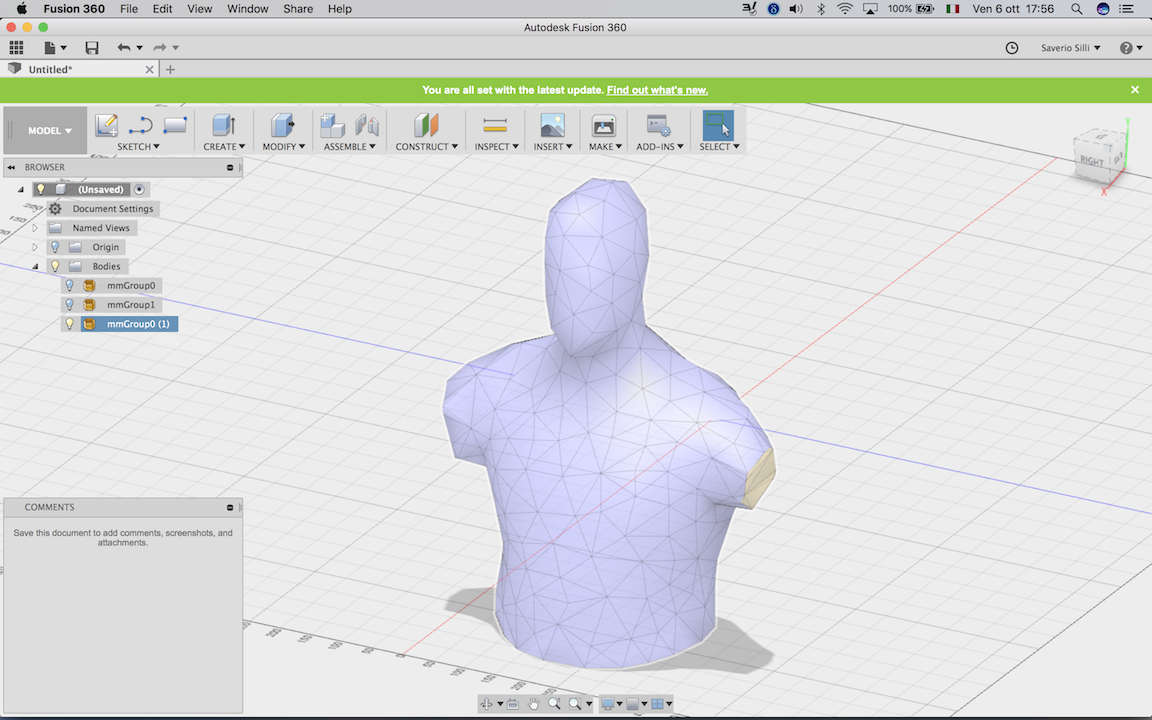 Fusion 360 File Edit View Window Share Help 100% Ven 6 ott 17:56
Autodesk Fusion 360
Saverio Silli
Untitled*
You are all set with the latest update. Find out what's new.
MODEL
SKETCH CREATE MODIFY ASSEMBLE CONSTRUCT INSPECT INSERT MAKE ADD-INS SELECT
BROWSER
RIGHT
X
(Unsaved)
Document Settings
Named Views
Origin
Bodies
mmGroup0
mmGroup1
mmGroup0 (1)
COMMENTS
Save this document to add comments, screenshots, and
attachments.